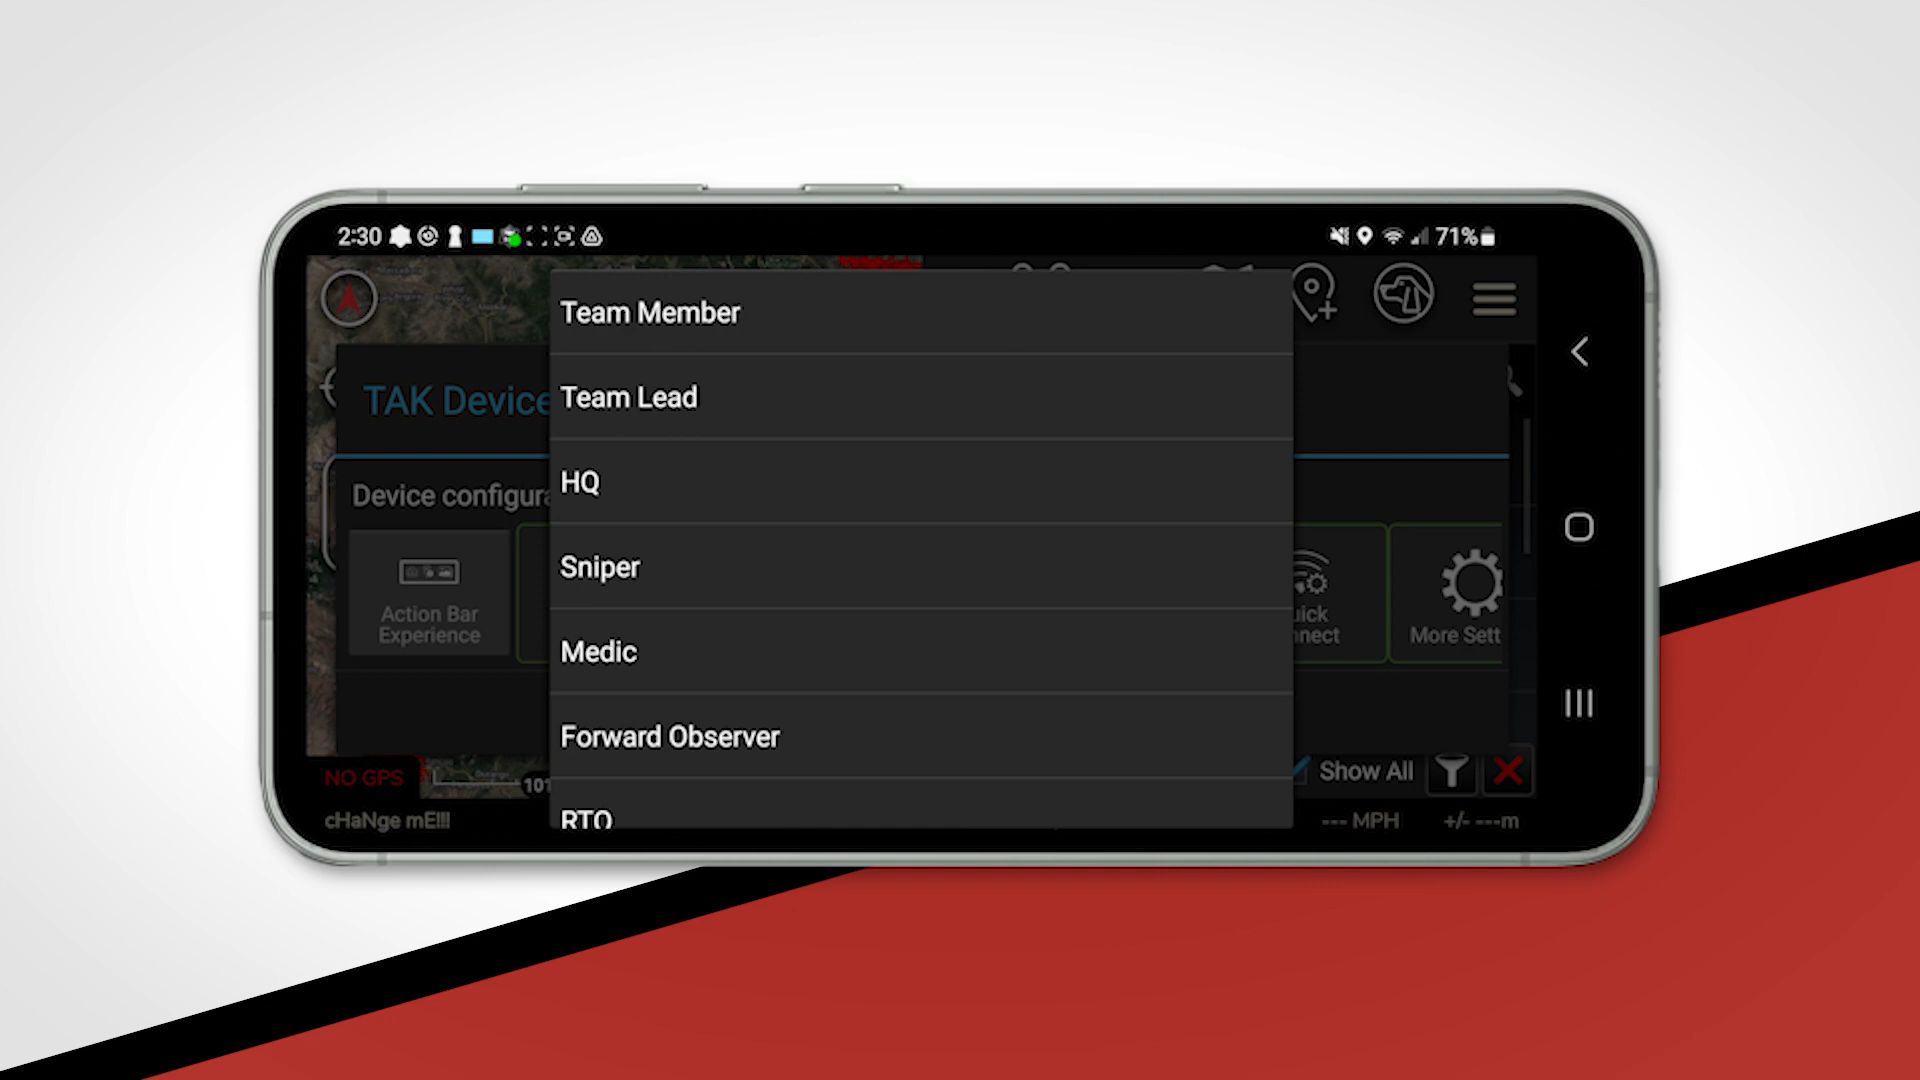 2:30
71%
Team Member
TAK Device
Team Lead
Device configura
HQ
Sniper
Action Bar
Experience
uick
nnect
More Sett
Medic
Forward Observer
NO GPS
101
Show All
cHaNge mE!!!
RTO
--- MPH
+/- ---m